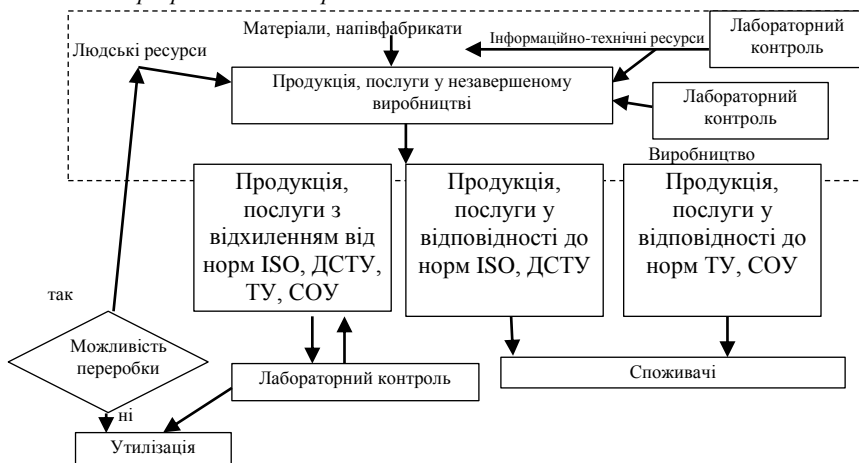 Матеріали, напівфабрикати
Інформаційно-технічні ресурси
Лабораторний
контроль
Людські ресурси
Продукція, послуги у незавершеному
виробництві
Лабораторний
контроль
Виробництво
Продукція,
послуги з
відхиленням від
норм ISO, ДСТУ,
ТУ, СОУ
Продукція,
послуги у
відповідності до
норм ISO, ДСТУ
Продукція,
послуги у
відповідності до
норм ТУ, СОУ
так
Можливість
переробки
ні
Лабораторний контроль
Споживачі
Утилізація